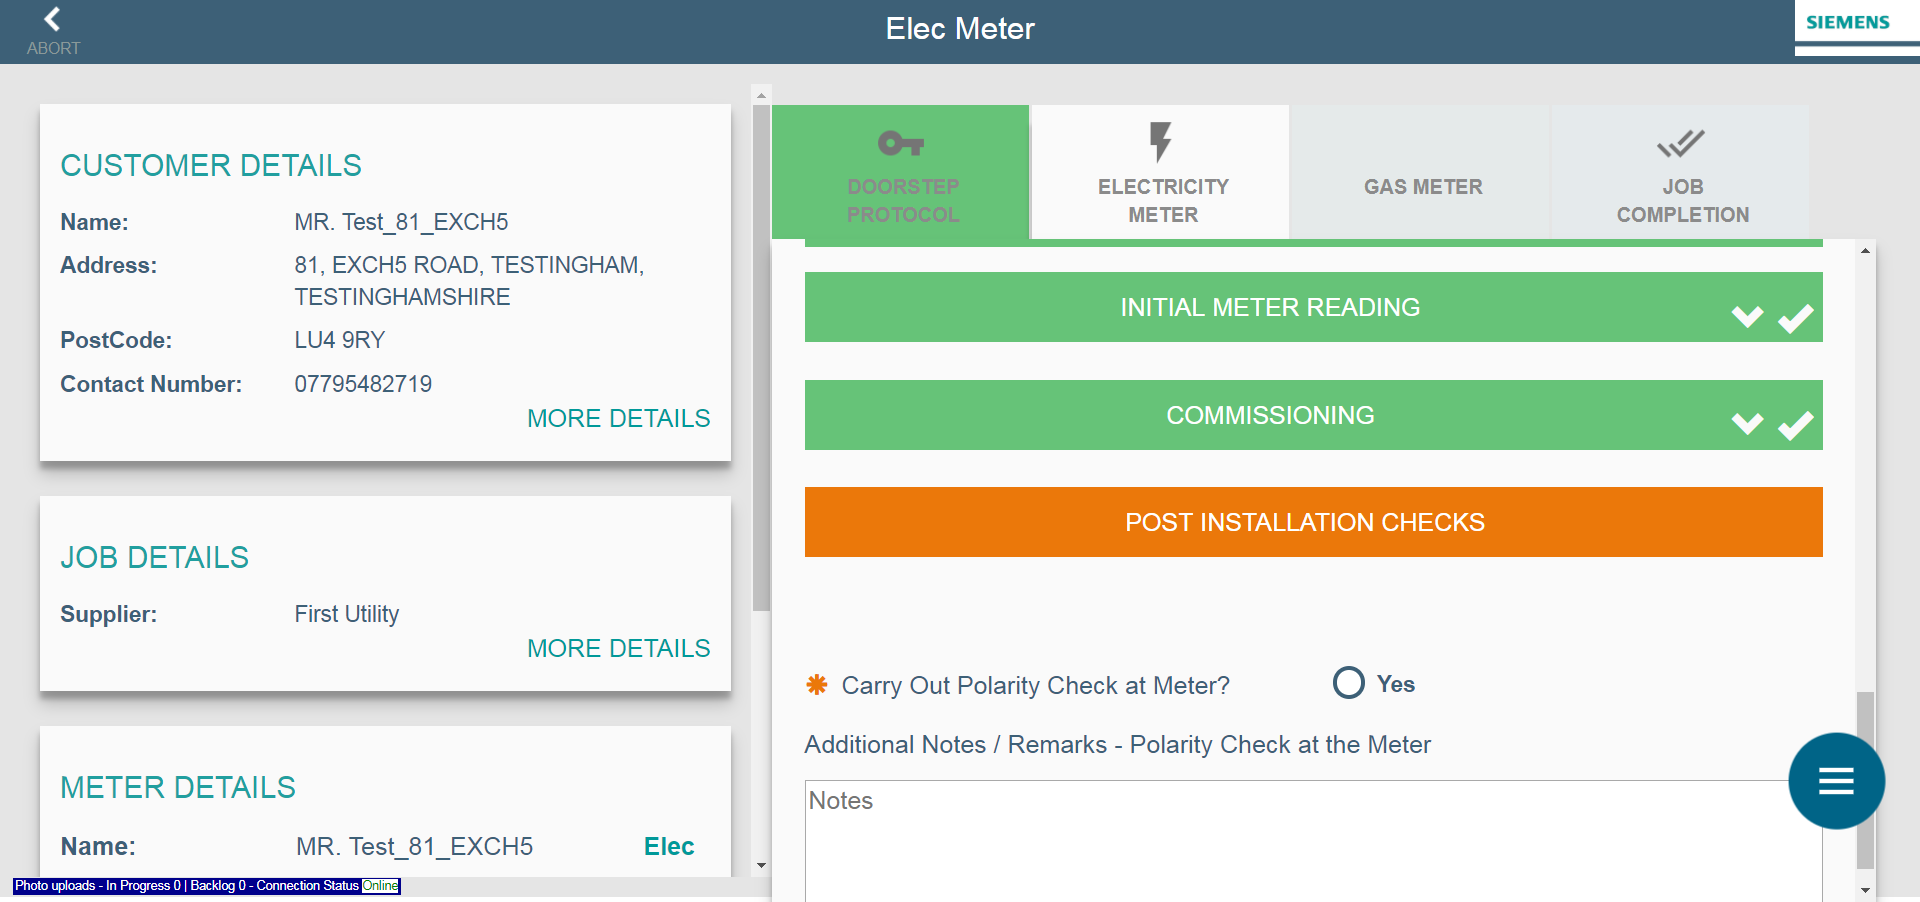 ABORT
Elec Meter
SIEMENS
CUSTOMER DETAILS
Name: MR. Test_81_EXCH5
Address: 81, EXCH5 ROAD, TESTINGHAM,
TESTINGHAMSHIRE
PostCode: LU4 9RY
Contact Number: 07795482719
MORE DETAILS
JOB DETAILS
Supplier: First Utility
MORE DETAILS
METER DETAILS
Name: MR. Test_81_EXCH5 Elec
Photo uploads - In Progress 0 | Backlog 0 - Connection Status Online
DOORSTEP
PROTOCOL
ELECTRICITY
METER
GAS METER
JOB
COMPLETION
INITIAL METER READING
COMMISSIONING
POST INSTALLATION CHECKS
Carry Out Polarity Check at Meter? Yes
Additional Notes / Remarks - Polarity Check at the Meter
Notes